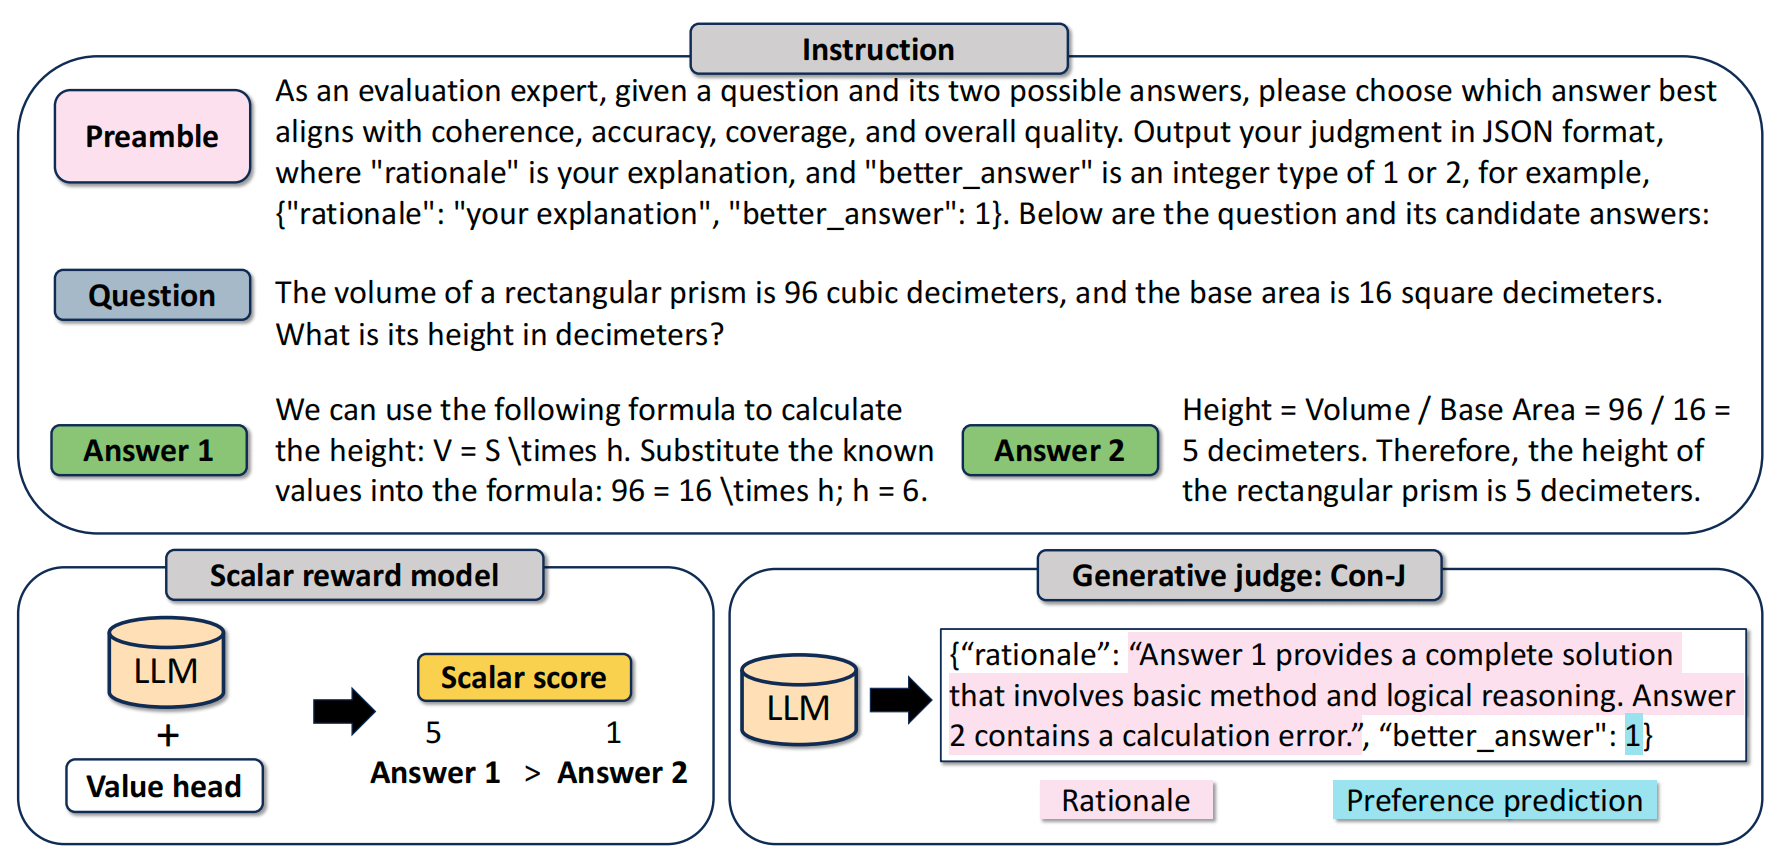 Instruction
Preamble
As an evaluation expert, given a question and its two possible answers, please choose which answer best
aligns with coherence, accuracy, coverage, and overall quality. Output your judgment in JSON format,
where "rationale" is your explanation, and "better_answer" is an integer type of 1 or 2, for example,
{"rationale": "your explanation", "better_answer": 1}. Below are the question and its candidate answers:
Question
The volume of a rectangular prism is 96 cubic decimeters, and the base area is 16 square decimeters.
What is its height in decimeters?
Answer 1
We can use the following formula to calculate
the height: V = S \times h. Substitute the known
values into the formula: 96 = 16 \times h; h = 6.
Answer 2
Height = Volume / Base Area = 96 / 16 =
5 decimeters. Therefore, the height of
the rectangular prism is 5 decimeters.
Scalar reward model
LLM
+
Value head
Scalar score
5 1
Answer 1 > Answer 2
Generative judge: Con-J
LLM
{“rationale”: “Answer 1 provides a complete solution
that involves basic method and logical reasoning. Answer
2 contains a calculation error.”, “better_answer": 1}
Rationale
Preference prediction